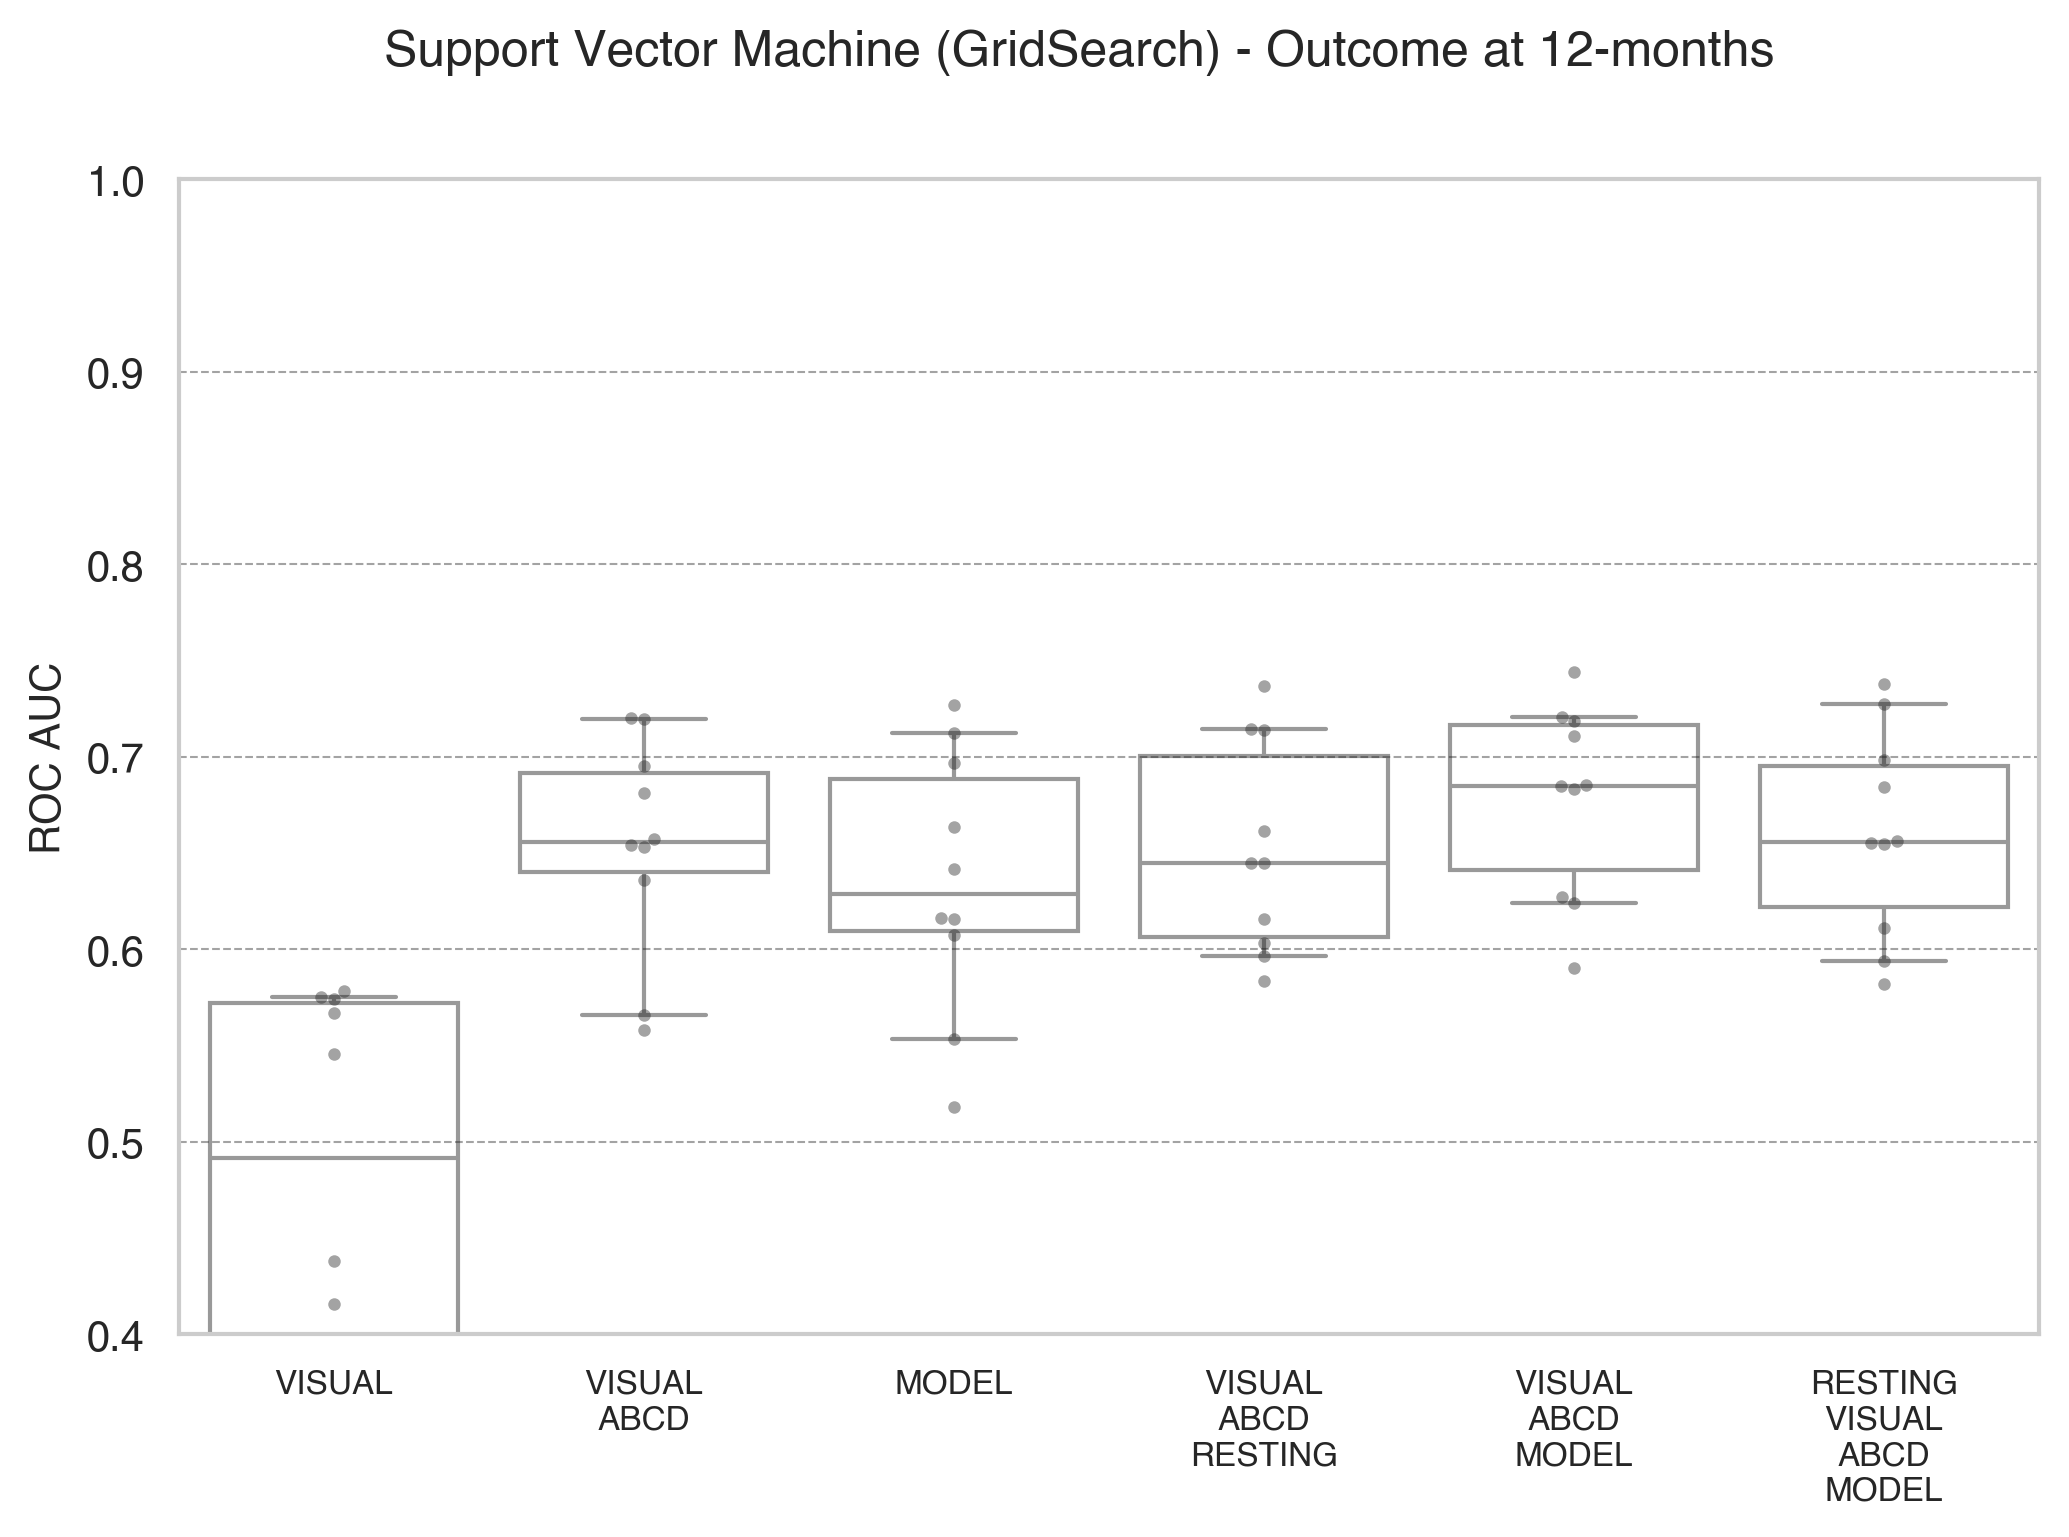 Support Vector Machine (GridSearch) - Outcome at 12-months
1.0
0.9
0.8
0.7
0.6
0.5
0.4
ROC AUC
VISUAL
VISUAL
ABCD
MODEL
VISUAL
ABCD
RESTING
VISUAL
ABCD
MODEL
RESTING
VISUAL
ABCD
MODEL